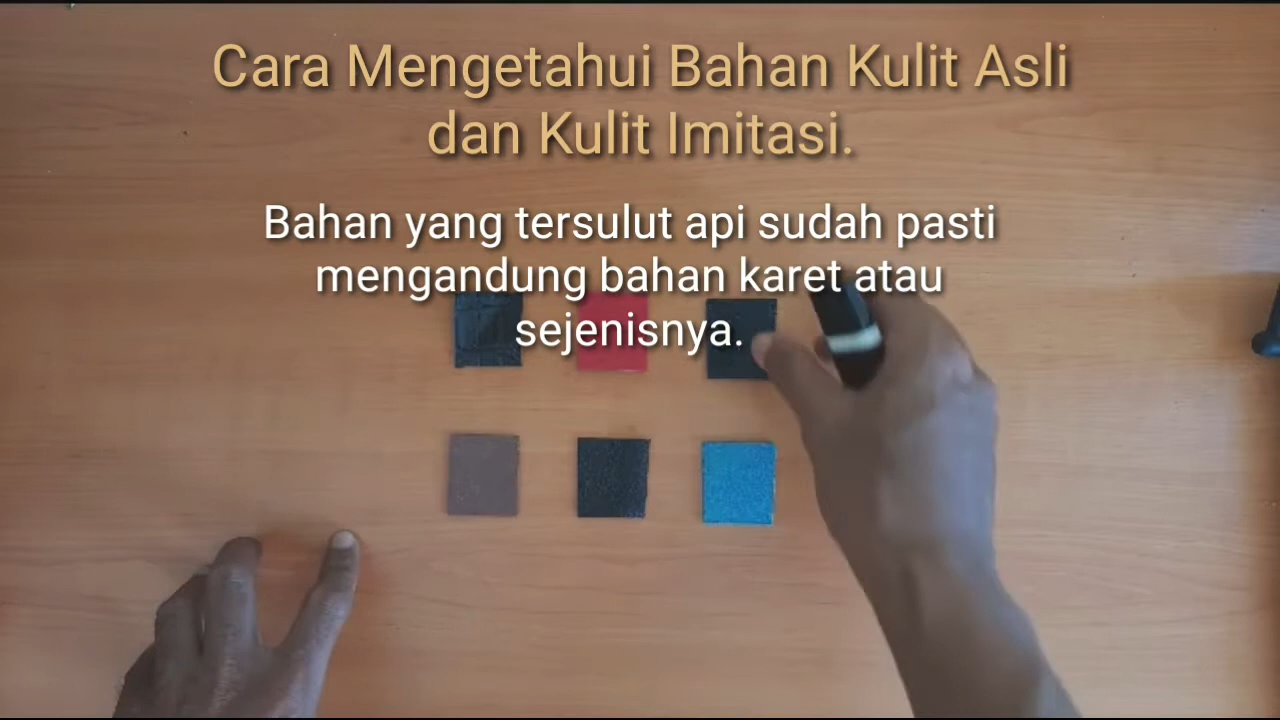 Cara Mengetahui Bahan Kulit Asli
dan Kulit Imitasi.
Bahan yang tersulut api sudah pasti
mengandung bahan karet atau
sejenisnya.